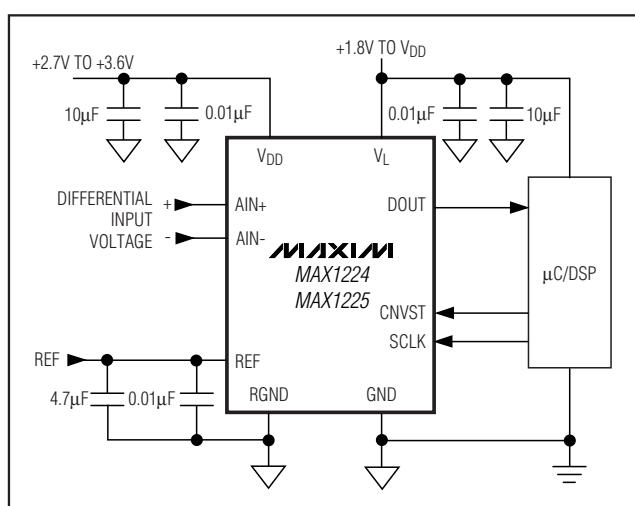 +2.7V TO +3.6V
+1.8V TO VDD
10μF
0.01μF
0.01μF
10μF
VDD
VL
DIFFERENTIAL
INPUT
VOLTAGE
+
-
AIN+
AIN-
DOUT
MAXIM
MAX1224
MAX1225
μC/DSP
CNVST
SCLK
REF
REF
4.7μF
0.01μF
RGND
GND